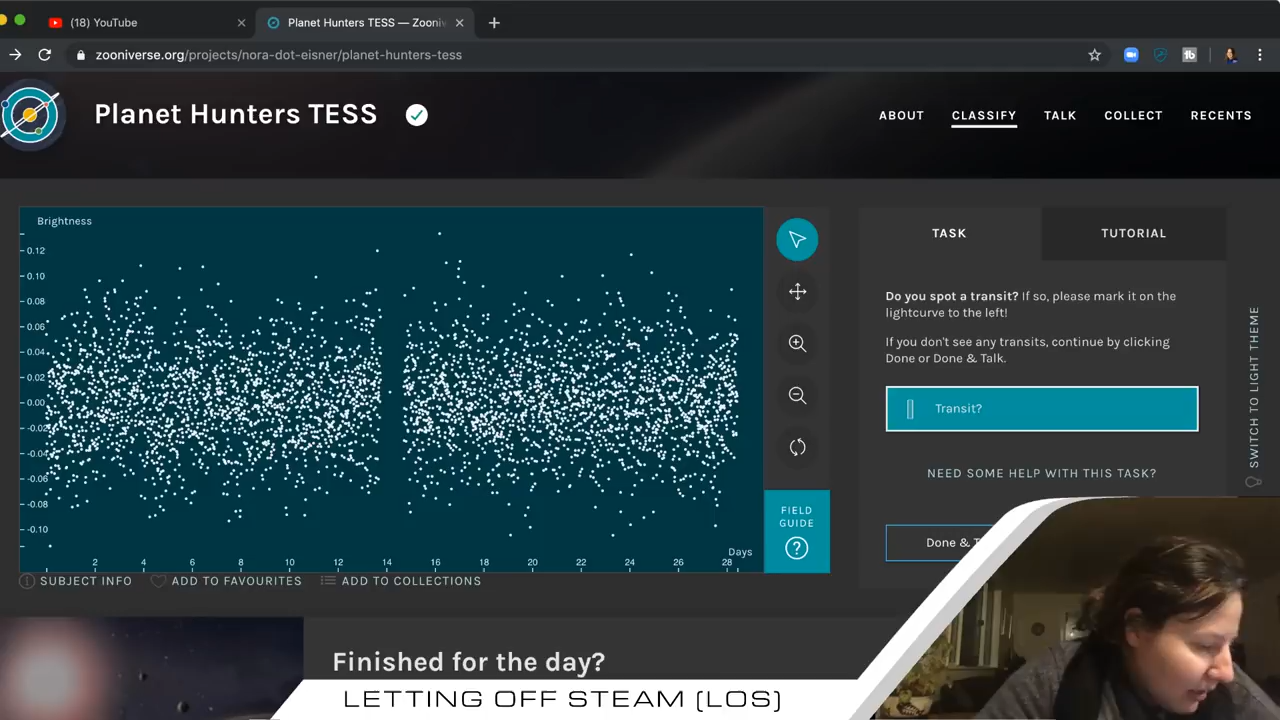 (18) YouTube
Planet Hunters TESS — Zooniv
zooniverse.org/projects/nora-dot-eisner/planet-hunters-tess
Planet Hunters TESS
ABOUT CLASSIFY TALK COLLECT RECENTS
Brightness
0.12
0.10
0.08
0.06
0.04
0.02
0.00
-0.02
-0.04
-0.06
-0.08
-0.10
Days
2 4 6 8 10 12 14 16 18 20 22 24 26 28
FIELD
GUIDE
?
TASK TUTORIAL
Do you spot a transit? If so, please mark it on the
lightcurve to the left!
If you don't see any transits, continue by clicking
Done or Done & Talk.
Transit?
NEED SOME HELP WITH THIS TASK?
Done & T
SWITCH TO LIGHT THEME
SUBJECT INFO ADD TO FAVOURITES ADD TO COLLECTIONS
Finished for the day?
LETTING OFF STEAM (LOS)